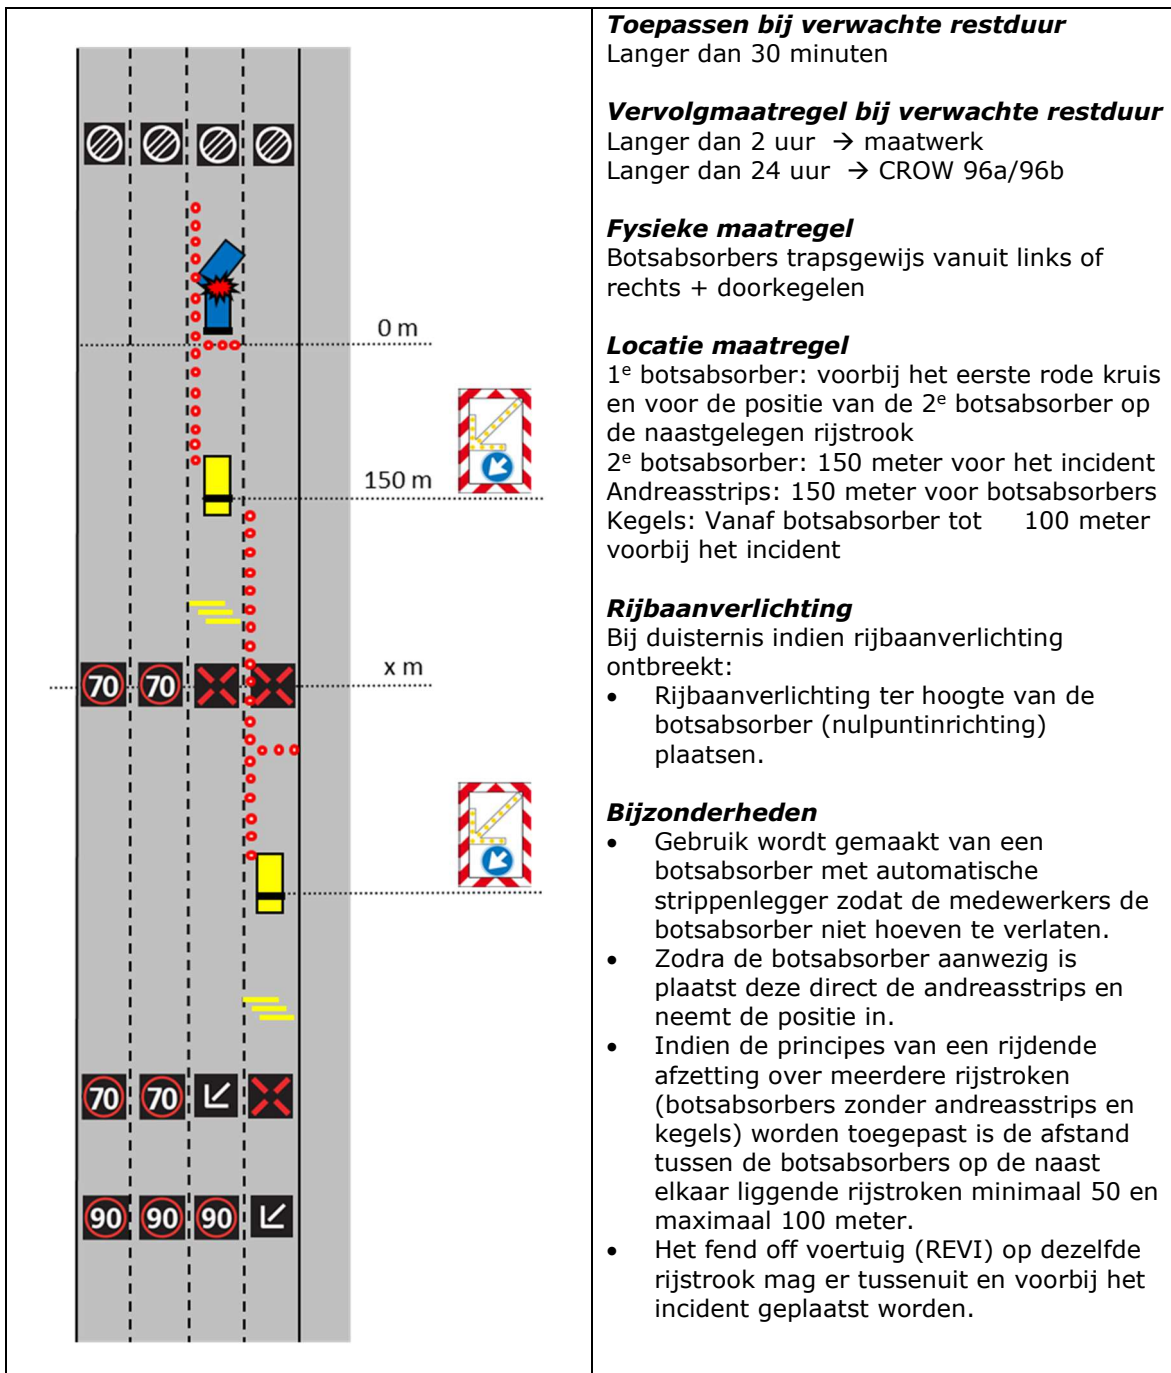 0 m
150 m
70 70
x m
70 70
90 90 90
Toepassen bij verwachte restduur
Langer dan 30 minuten
Vervolgmaatregel bij verwachte restduur
Langer dan 2 uur → maatwerk
Langer dan 24 uur → CROW 96a/96b
Fysieke maatregel
Botsabsorbers trapsgewijs vanuit links of
rechts + doorkegelen
Locatie maatregel
1e botsabsorber: voorbij het eerste rode kruis
en voor de positie van de 2e botsabsorber op
de naastgelegen rijstrook
2e botsabsorber: 150 meter voor het incident
Andreasstrips: 150 meter voor botsabsorbers
Kegels: Vanaf botsabsorber tot 100 meter
voorbij het incident
Rijbaanverlichting
Bij duisternis indien rijbaanverlichting
ontbreekt:
• Rijbaanverlichting ter hoogte van de
botsabsorber (nulpuntinrichting)
plaatsen.
Bijzonderheden
• Gebruik wordt gemaakt van een
botsabsorber met automatische
strippenlegger zodat de medewerkers de
botsabsorber niet hoeven te verlaten.
• Zodra de botsabsorber aanwezig is
plaatst deze direct de andreasstrips en
neemt de positie in.
• Indien de principes van een rijdende
afzetting over meerdere rijstroken
(botsabsorbers zonder andreasstrips en
kegels) worden toegepast is de afstand
tussen de botsabsorbers op de naast
elkaar liggende rijstroken minimaal 50 en
maximaal 100 meter.
• Het fend off voertuig (REVI) op dezelfde
rijstrook mag er tussenuit en voorbij het
incident geplaatst worden.